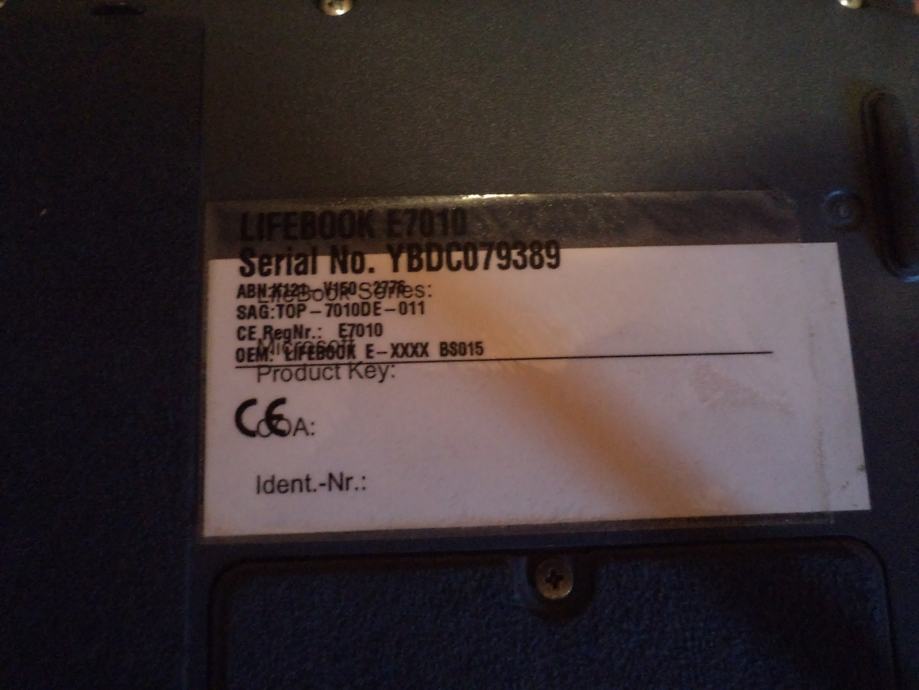 LIFEBOOK E7010
Serial No. YBDC079389
ABN:K121-V150-2776
LifeBook Series:
SAG:TOP-7010DE-011
CE RegNr.: E7010
Microsoft
OEM: LIFEBOOK E-XXXX BS015
Product Key:
CE
COA:
Ident.-Nr.: